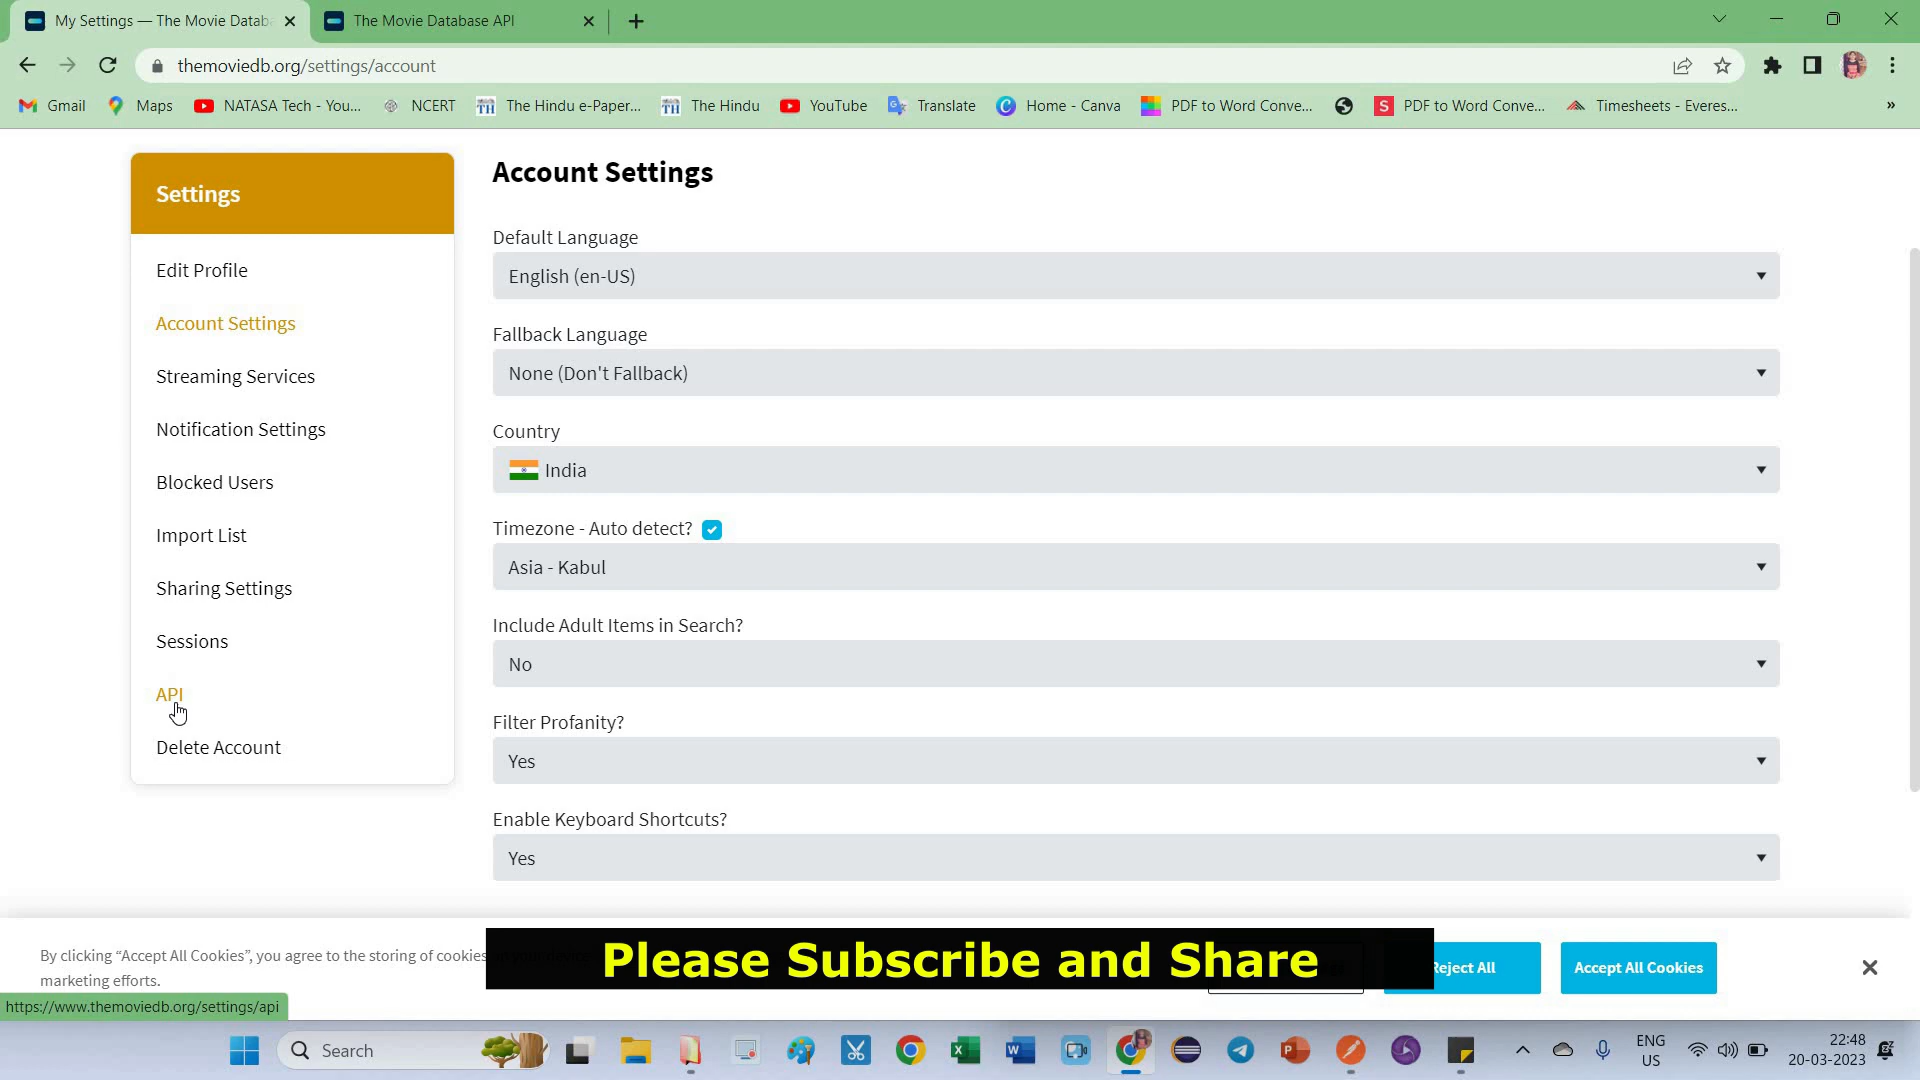 My Settings — The Movie Datab
The Movie Database API
themoviedb.org/settings/account
Gmail
Maps
NATASA Tech - You...
NCERT
TH
The Hindu e-Paper...
TH
The Hindu
YouTube
Translate
Home - Canva
PDF to Word Conve...
S
PDF to Word Conve...
Timesheets - Everes...
»
Settings
Edit Profile
Account Settings
Streaming Services
Notification Settings
Blocked Users
Import List
Sharing Settings
Sessions
API
Delete Account
Account Settings
Default Language
English (en-US)
Fallback Language
None (Don't Fallback)
Country
India
Timezone - Auto detect?
Asia - Kabul
Include Adult Items in Search?
No
Filter Profanity?
Yes
Enable Keyboard Shortcuts?
Yes
By clicking “Accept All Cookies”, you agree to the storing of cookies
marketing efforts.
Please Subscribe and Share
Reject All
Accept All Cookies
https://www.themoviedb.org/settings/api
Search
ENG
US
22:48
20-03-2023